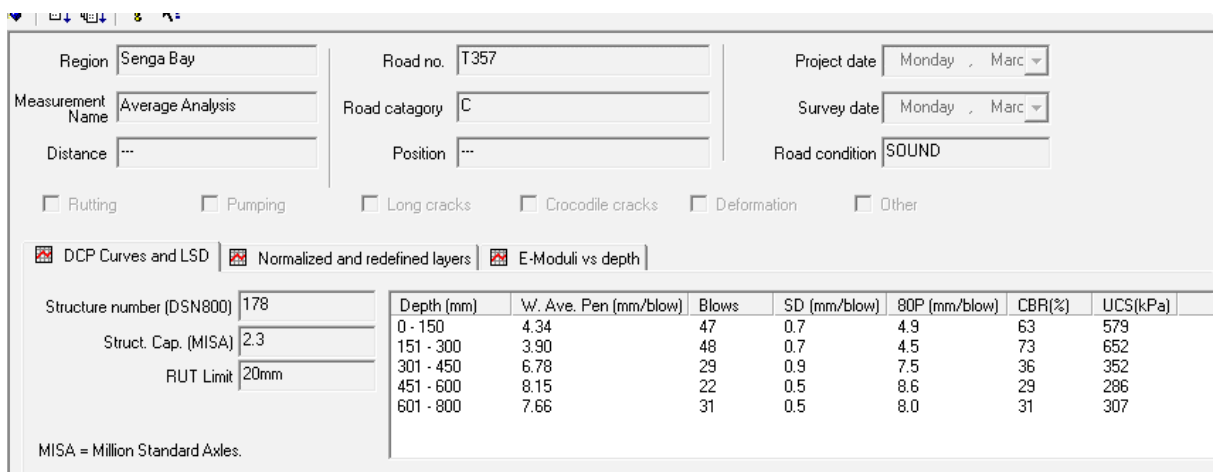 Region Senga Bay Road no. T357 Project date Monday , Marc
Measurement Name Average Analysis Road catagory C Survey date Monday , Marc
Distance --- Position --- Road condition SOUND
Rutting Pumping Long cracks Crocodile cracks Deformation Other
DCP Curves and LSD Normalized and redefined layers E-Moduli vs depth
Structure number (DSN800) 178
Struct. Cap. (MISA) 2.3
RUT Limit 20mm
MISA = Million Standard Axles.
Depth (mm) W. Ave. Pen (mm/blow) Blows SD (mm/blow) 80P (mm/blow) CBR(%) UCS(kPa)
0 - 150 4.34 47 0.7 4.9 63 579
151 - 300 3.90 48 0.7 4.5 73 652
301 - 450 6.78 29 0.9 7.5 36 352
451 - 600 8.15 22 0.5 8.6 29 286
601 - 800 7.66 31 0.5 8.0 31 307